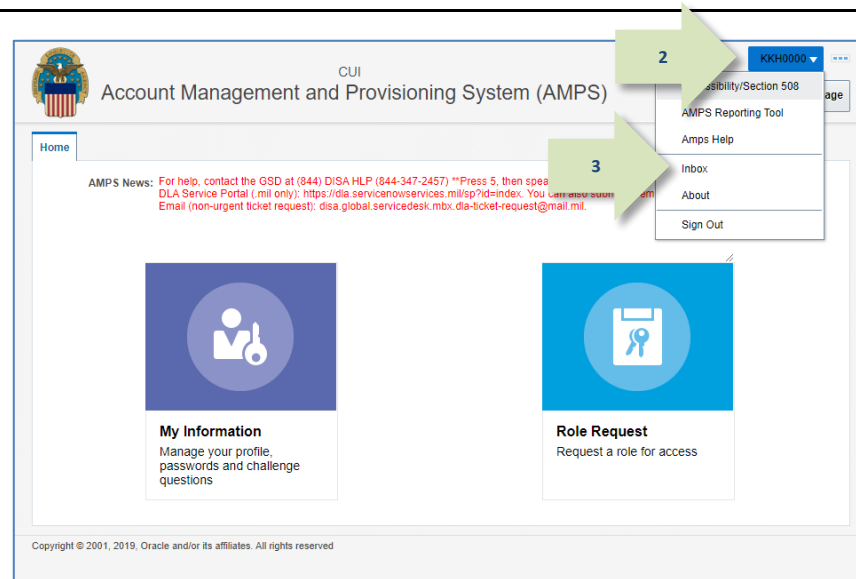 CUI
Account Management and Provisioning System (AMPS)
2
KKH0000
age
ssibility/Section 508
AMPS Reporting Tool
Amps Help
3
Inbox
About
Sign Out
Home
AMPS News: For help, contact the GSD at (844) DISA HLP (844-347-2457) **Press 5, then spea
DLA Service Portal (.mil only): https://dla.servicenowservices.mil/sp?id=index. You can also subm
Email (non-urgent ticket request): disa.global.servicedesk.mbx.dla-ticket-request@mail.mil.
My Information
Manage your profile,
passwords and challenge
questions
Role Request
Request a role for access
Copyright © 2001, 2019, Oracle and/or its affiliates. All rights reserved